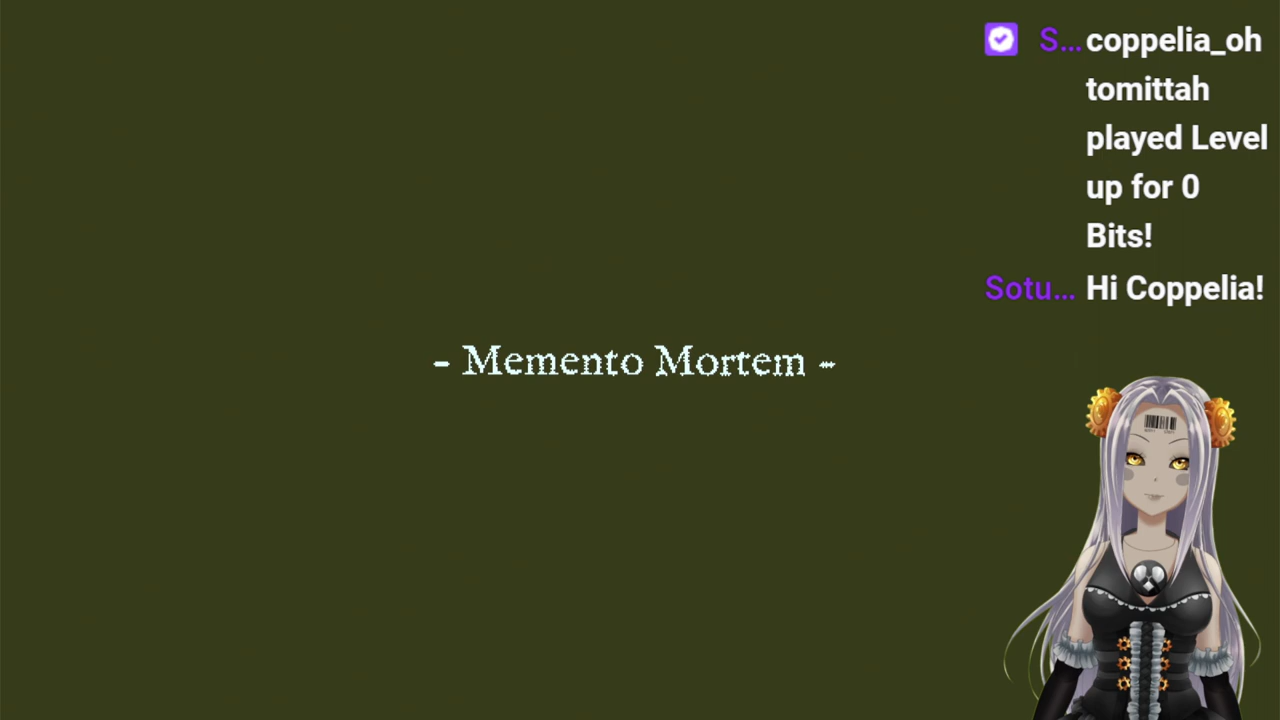 S... coppelia_oh
tomittah
played Level
up for 0
Bits!
Sotu... Hi Coppelia!
- Memento Mortem -